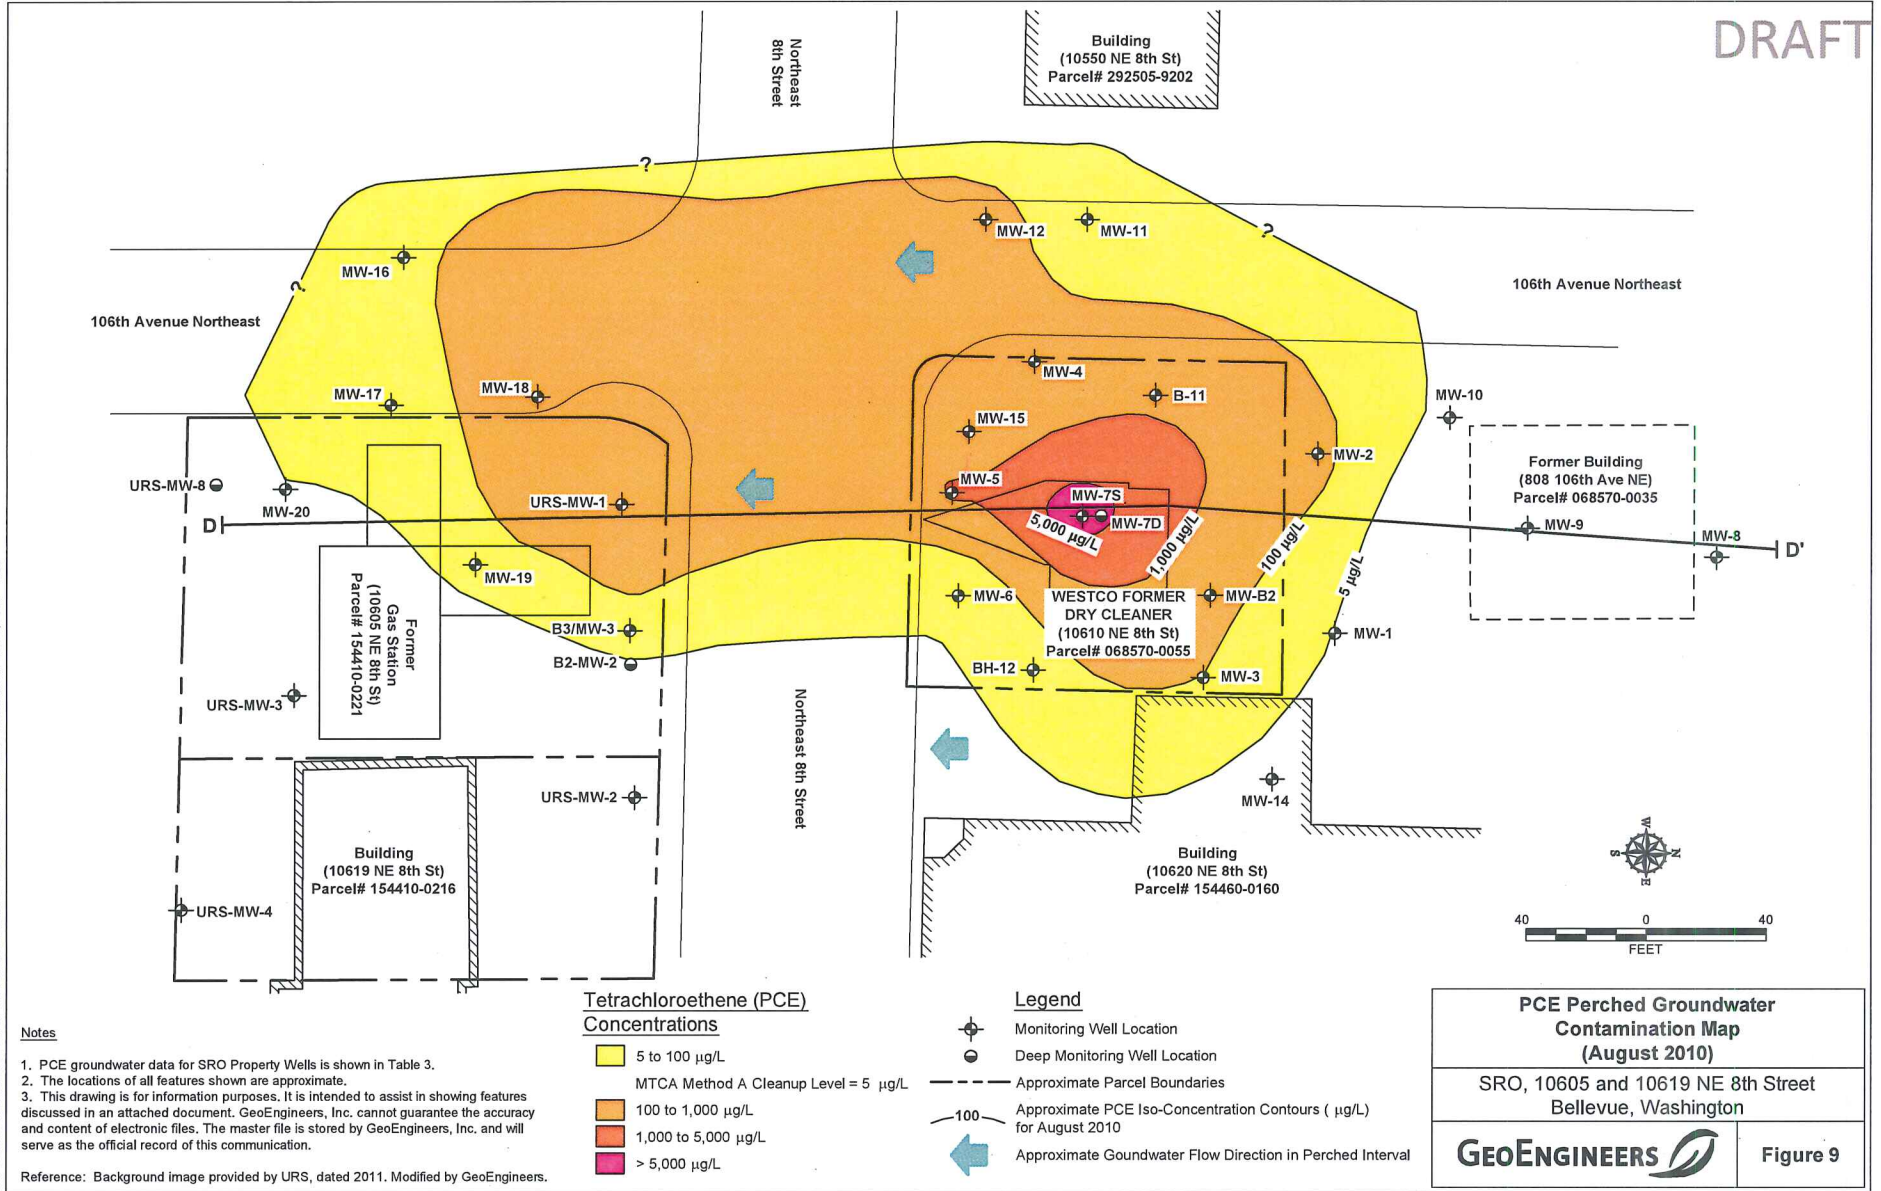 DRAFT
Northeast
8th Street
Building
(10550 NE 8th St)
Parcel# 292505-9202
?
?
?
MW-12
MW-11
MW-16
106th Avenue Northeast
106th Avenue Northeast
MW-4
MW-17
MW-18
B-11
MW-10
MW-15
MW-2
Former Building
(808 106th Ave NE)
Parcel# 068570-0035
URS-MW-8
MW-20
URS-MW-1
MW-5
MW-7S
MW-7D
MW-9
MW-8
D
D'
5,000 µg/L
1,000 µg/L
100 µg/L
5 µg/L
MW-19
MW-6
WESTCO FORMER
DRY CLEANER
(10610 NE 8th St)
Parcel# 068570-0055
MW-B2
MW-1
Former
Gas Station
(10605 NE 8th St)
Parcel# 154410-0221
B3/MW-3
B2-MW-2
BH-12
MW-3
URS-MW-3
Northeast 8th Street
URS-MW-2
MW-14
Building
(10619 NE 8th St)
Parcel# 154410-0216
Building
(10620 NE 8th St)
Parcel# 154460-0160
URS-MW-4
W
S
N
E
40 0 40
FEET
Notes
1. PCE groundwater data for SRO Property Wells is shown in Table 3.
2. The locations of all features shown are approximate.
3. This drawing is for information purposes. It is intended to assist in showing features
discussed in an attached document. GeoEngineers, Inc. cannot guarantee the accuracy
and content of electronic files. The master file is stored by GeoEngineers, Inc. and will
serve as the official record of this communication.
Reference: Background image provided by URS, dated 2011. Modified by GeoEngineers.
Tetrachloroethene (PCE)
Concentrations
5 to 100 µg/L
MTCA Method A Cleanup Level = 5 µg/L
100 to 1,000 µg/L
1,000 to 5,000 µg/L
> 5,000 µg/L
Legend
Monitoring Well Location
Deep Monitoring Well Location
Approximate Parcel Boundaries
100
Approximate PCE Iso-Concentration Contours ( µg/L)
for August 2010
Approximate Goundwater Flow Direction in Perched Interval
PCE Perched Groundwater
Contamination Map
(August 2010)
SRO, 10605 and 10619 NE 8th Street
Bellevue, Washington
GEOENGINEERS
Figure 9